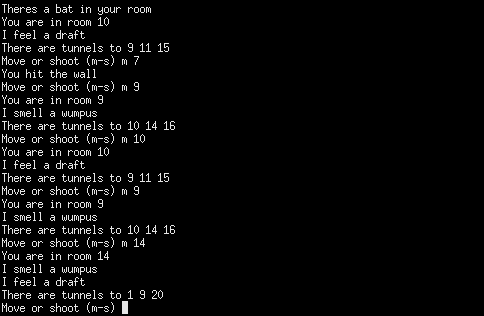 Theres a bat in your room
You are in room 10
I feel a draft
There are tunnels to 9 11 15
Move or shoot (m-s) m 7
You hit the wall
Move or shoot (m-s) m 9
You are in room 9
I smell a wumpus
There are tunnels to 10 14 16
Move or shoot (m-s) m 10
You are in room 10
I feel a draft
There are tunnels to 9 11 15
Move or shoot (m-s) m 9
You are in room 9
I smell a wumpus
There are tunnels to 10 14 16
Move or shoot (m-s) m 14
You are in room 14
I smell a wumpus
I feel a draft
There are tunnels to 1 9 20
Move or shoot (m-s)